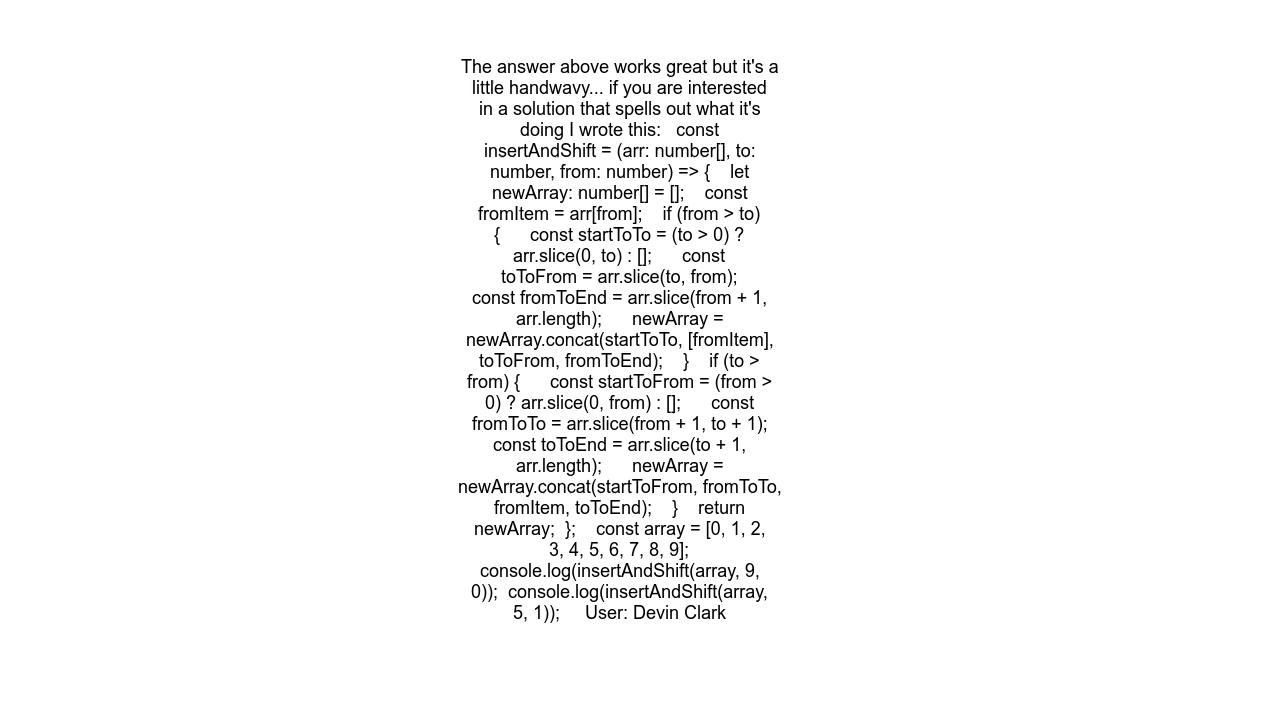 The answer above works great but it's a
little handwavy... if you are interested
in a solution that spells out what it's
doing I wrote this:   const
insertAndShift = (arr: number[], to:
number, from: number) => {    let
newArray: number[] = [];    const
fromItem = arr[from];    if (from > to)
{      const startToTo = (to > 0) ?
arr.slice(0, to) : [];      const
toToFrom = arr.slice(to, from);
const fromToEnd = arr.slice(from + 1,
arr.length);      newArray =
newArray.concat(startToTo, [fromItem],
toToFrom, fromToEnd);    }    if (to >
from) {      const startToFrom = (from >
0) ? arr.slice(0, from) : [];      const
fromToTo = arr.slice(from + 1, to + 1);
const toToEnd = arr.slice(to + 1,
arr.length);      newArray =
newArray.concat(startToFrom, fromToTo,
fromItem, toToEnd);    }    return
newArray;  };    const array = [0, 1, 2,
3, 4, 5, 6, 7, 8, 9];
console.log(insertAndShift(array, 9,
0));  console.log(insertAndShift(array,
5, 1));     User: Devin Clark